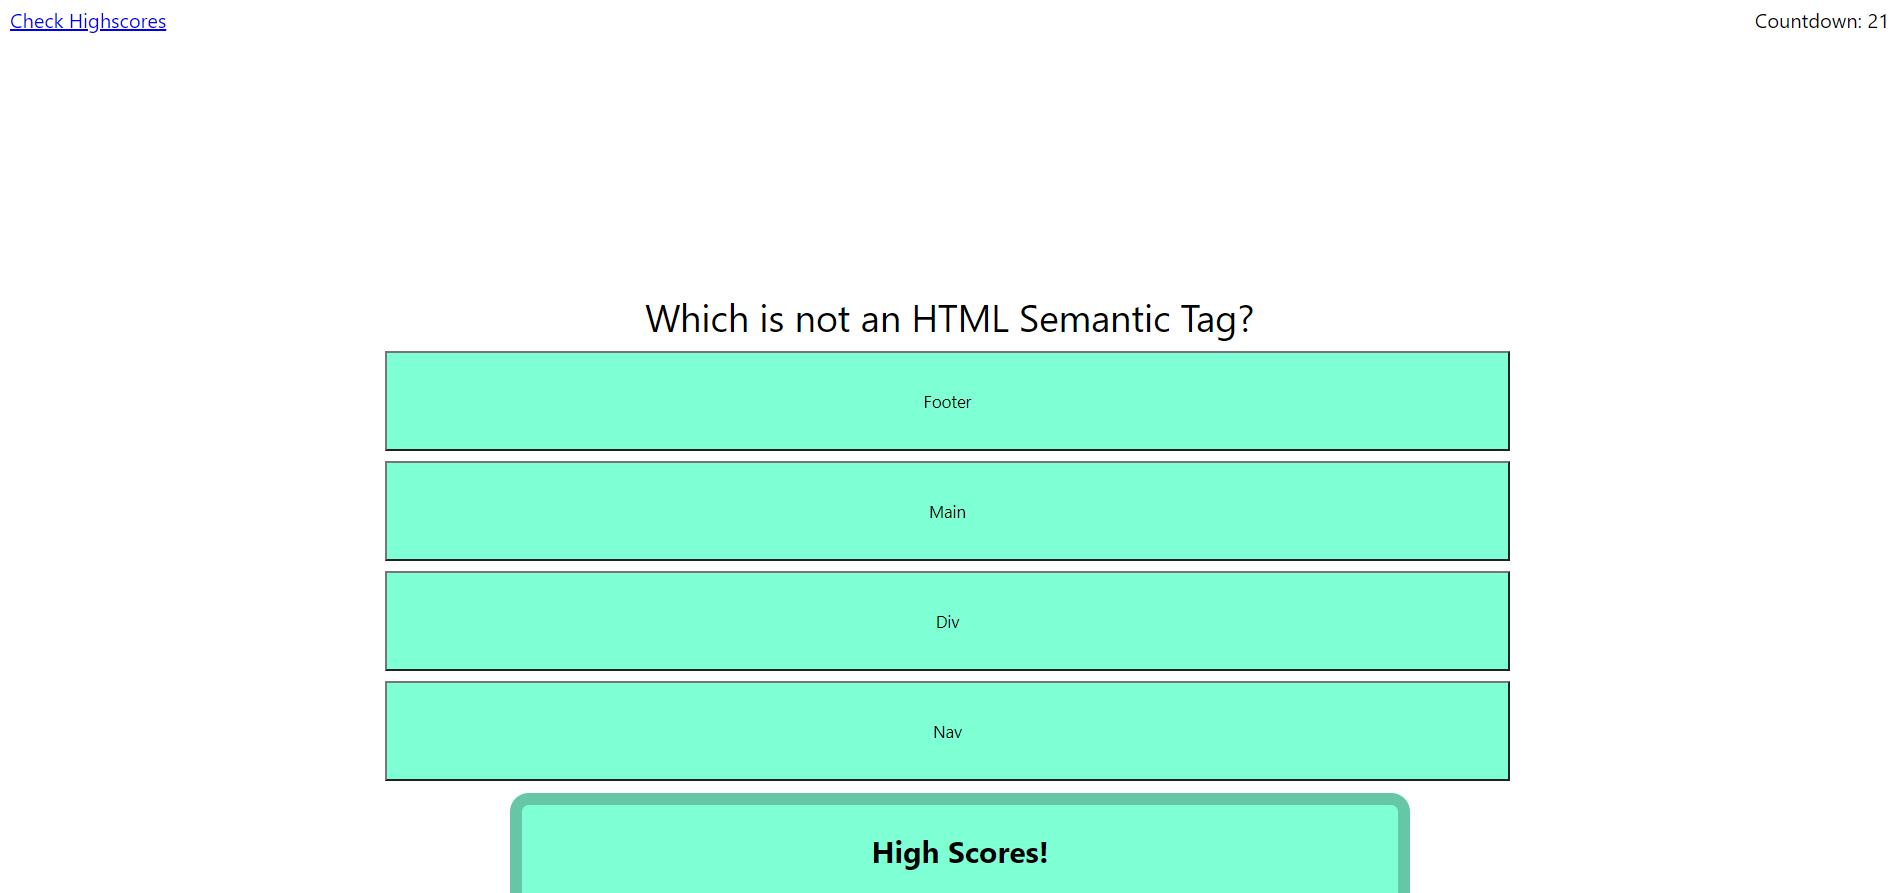 Check Highscores
Countdown: 21
Which is not an HTML Semantic Tag?
Footer
Main
Div
Nav
High Scores!